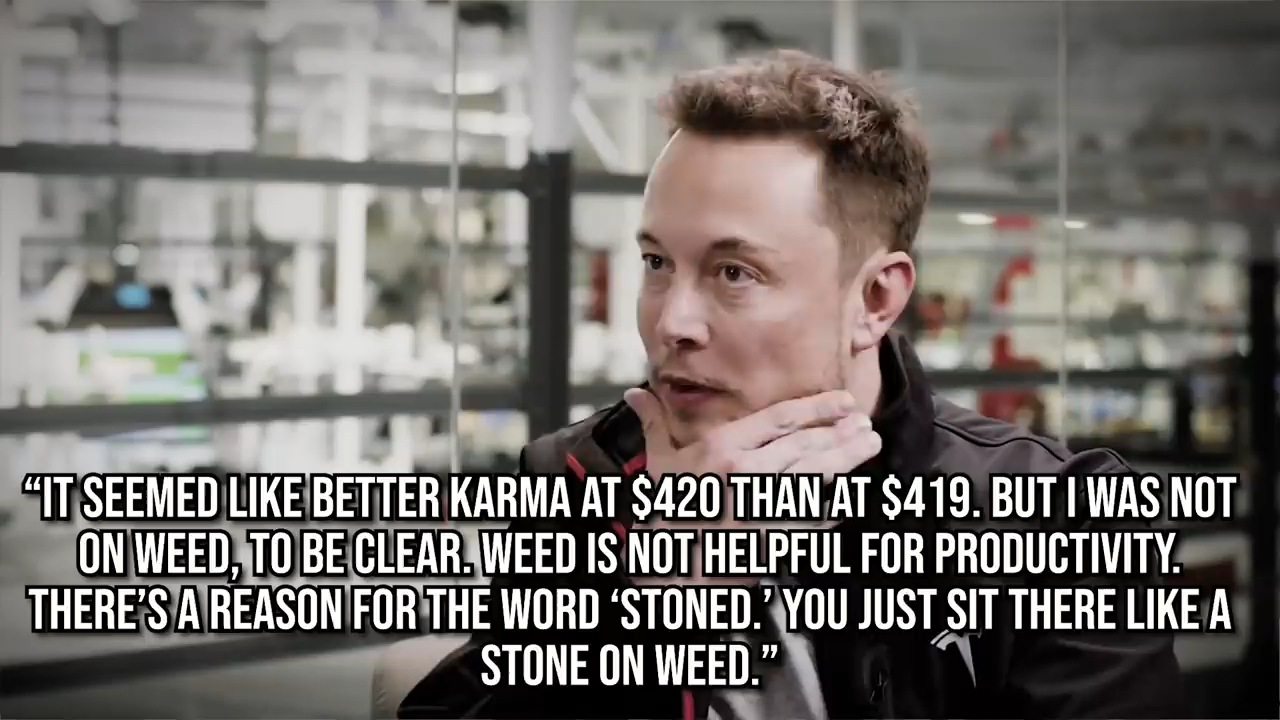 “IT SEEMED LIKE BETTER KARMA AT $420 THAN AT $419. BUT I WAS NOT
ON WEED, TO BE CLEAR. WEED IS NOT HELPFUL FOR PRODUCTIVITY.
THERE’S A REASON FOR THE WORD ‘STONED.’ YOU JUST SIT THERE LIKE A
STONE ON WEED.”